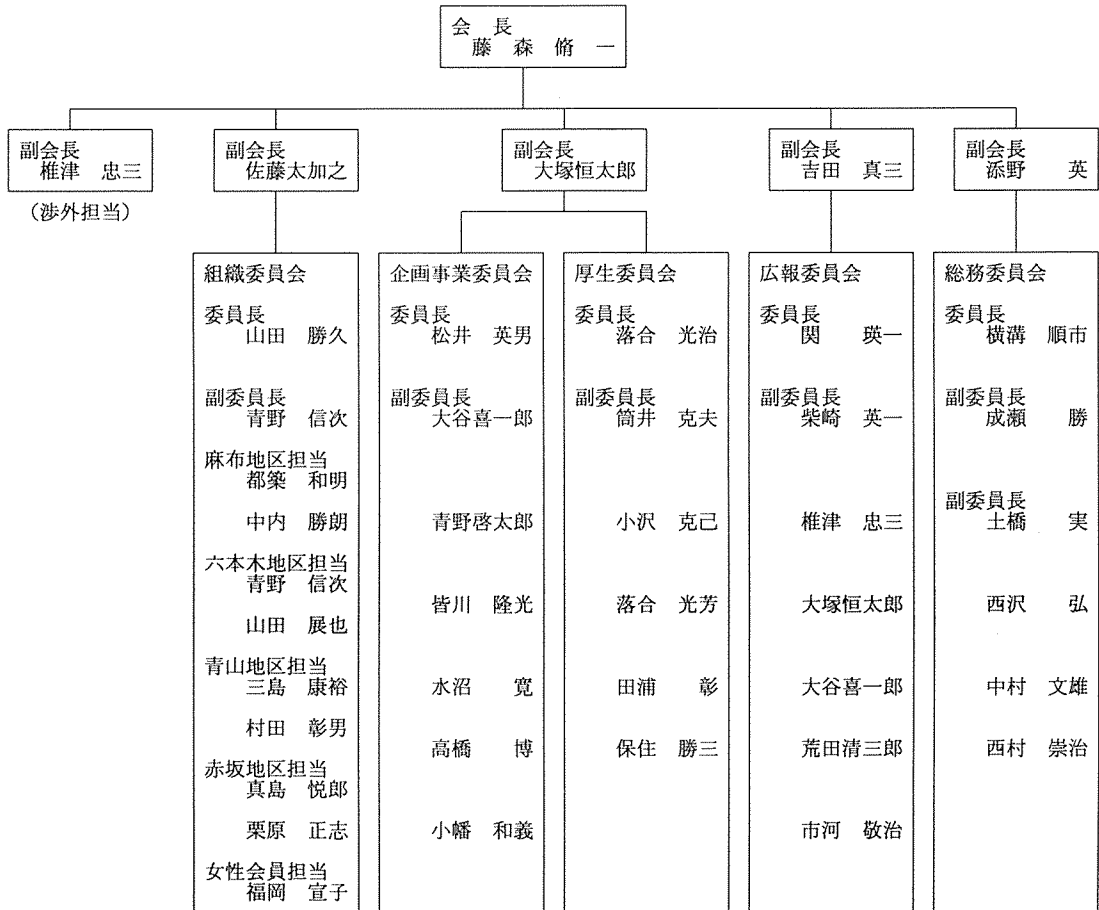 会　長
藤　森　脩　一
副会長
椎津　忠三
（渉外担当）
副会長
佐藤太加之
副会長
大塚恒太郎
副会長
吉田　真三
副会長
添野　英
組織委員会
委員長
山田　勝久
副委員長
青野　信次
麻布地区担当
都築　和明
中内　勝朗
六本木地区担当
青野　信次
山田　展也
青山地区担当
三島　康裕
村田　彰男
赤坂地区担当
真島　悦郎
栗原　正志
女性会員担当
福岡　宣子
企画事業委員会
委員長
松井　英男
副委員長
大谷喜一郎
青野啓太郎
皆川　隆光
水沼　寛
高橋　博
小幡　和義
厚生委員会
委員長
落合　光治
副委員長
筒井　克夫
小沢　克己
落合　光芳
田浦　彰
保住　勝三
広報委員会
委員長
関　瑛一
副委員長
柴崎　英一
椎津　忠三
大塚恒太郎
大谷喜一郎
荒田清三郎
市河　敬治
総務委員会
委員長
横溝　順市
副委員長
成瀬　勝
副委員長
土橋　実
西沢　弘
中村　文雄
西村　崇治